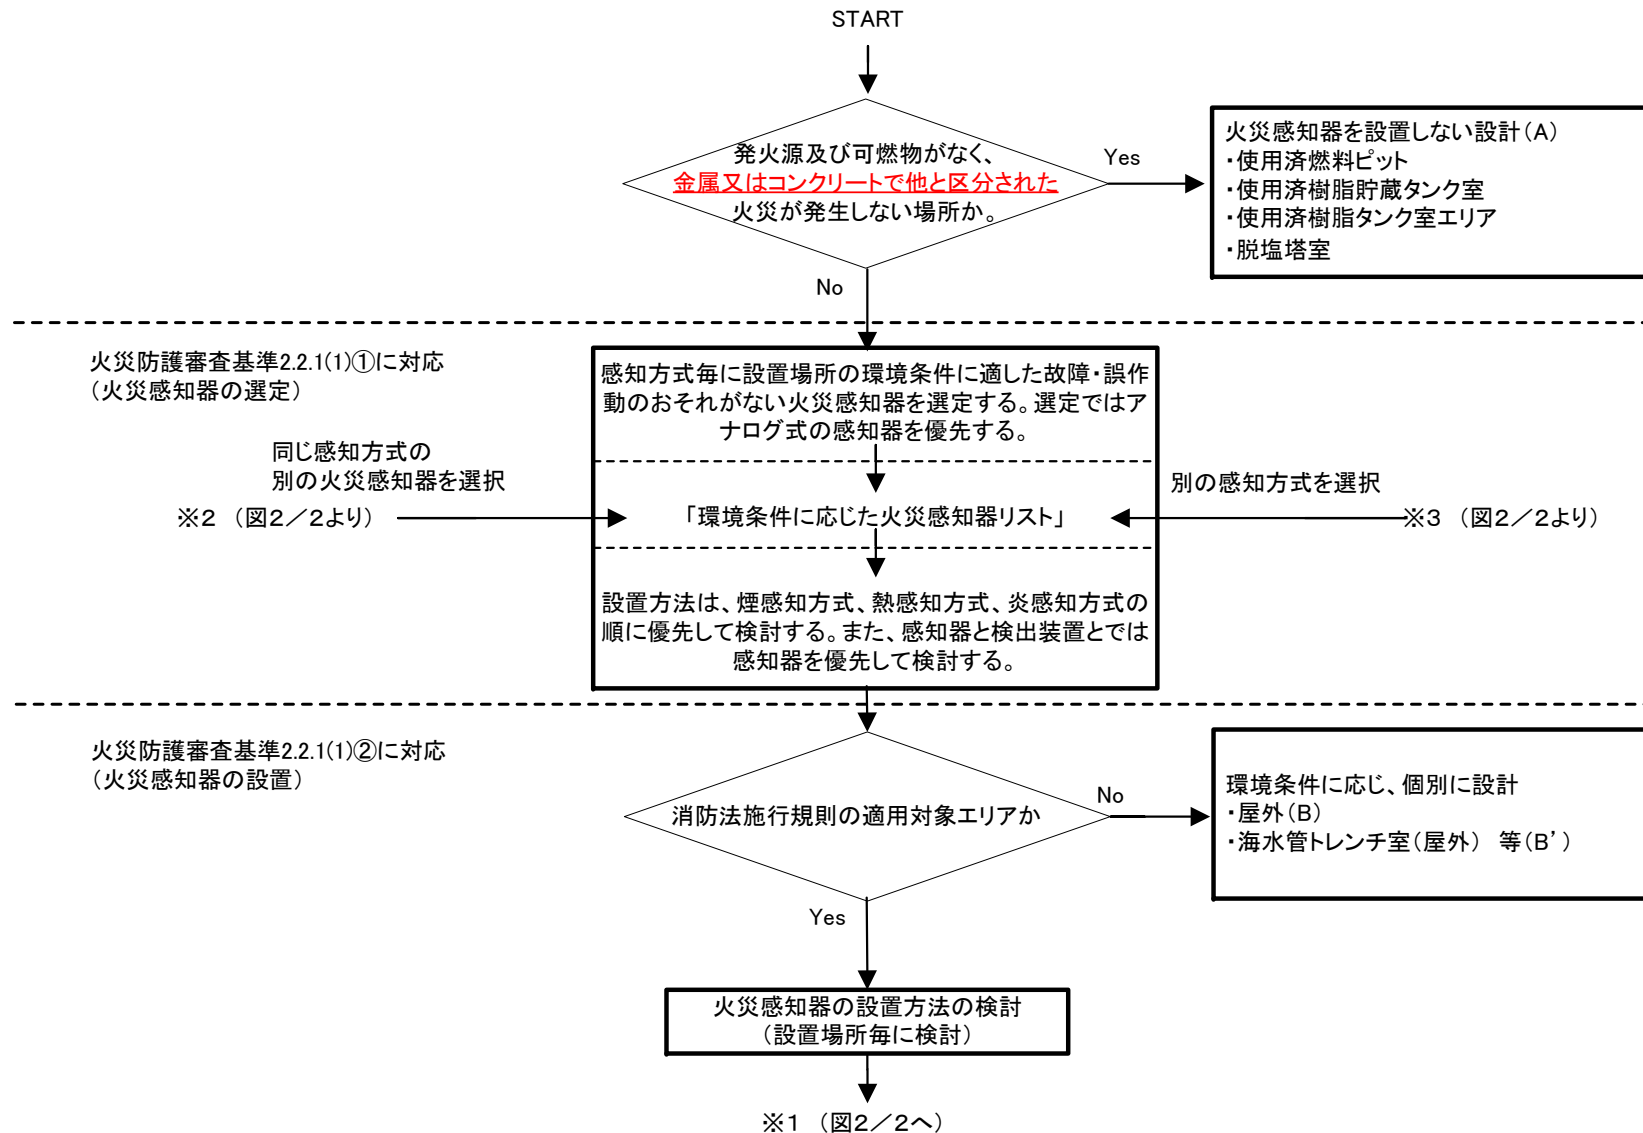 START
発火源及び可燃物がなく、
金属又はコンクリートで他と区分された
火災が発生しない場所か。
Yes
火災感知器を設置しない設計(A)
・使用済燃料ピット
・使用済樹脂貯蔵タンク室
・使用済樹脂タンク室エリア
・脱塩塔室
No
火災防護審査基準2.2.1(1)①に対応
(火災感知器の選定)
感知方式毎に設置場所の環境条件に適した故障・誤作
動のおそれがない火災感知器を選定する。選定ではア
ナログ式の感知器を優先する。
同じ感知方式の
別の火災感知器を選択
※2 (図2/2より)
「環境条件に応じた火災感知器リスト」
別の感知方式を選択
※3 (図2/2より)
設置方法は、煙感知方式、熱感知方式、炎感知方式の
順に優先して検討する。また、感知器と検出装置とでは
感知器を優先して検討する。
火災防護審査基準2.2.1(1)②に対応
(火災感知器の設置)
消防法施行規則の適用対象エリアか
No
環境条件に応じ、個別に設計
・屋外(B)
・海水管トレンチ室(屋外) 等(B')
Yes
火災感知器の設置方法の検討
(設置場所毎に検討)
※1 (図2/2へ)